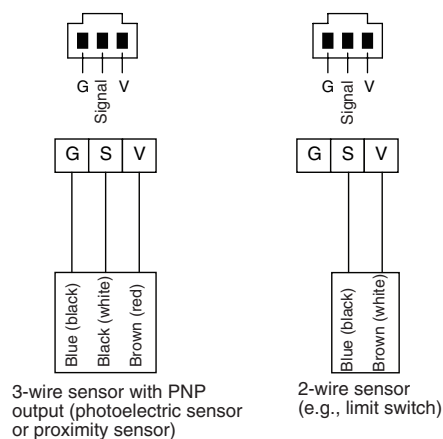 G Signal V
G S V
Blue (black)
Black (white)
Brown (red)
3-wire sensor with PNP
output (photoelectric sensor
or proximity sensor)
G Signal V
G S V
Blue (black)
Brown (white)
2-wire sensor
(e.g., limit switch)